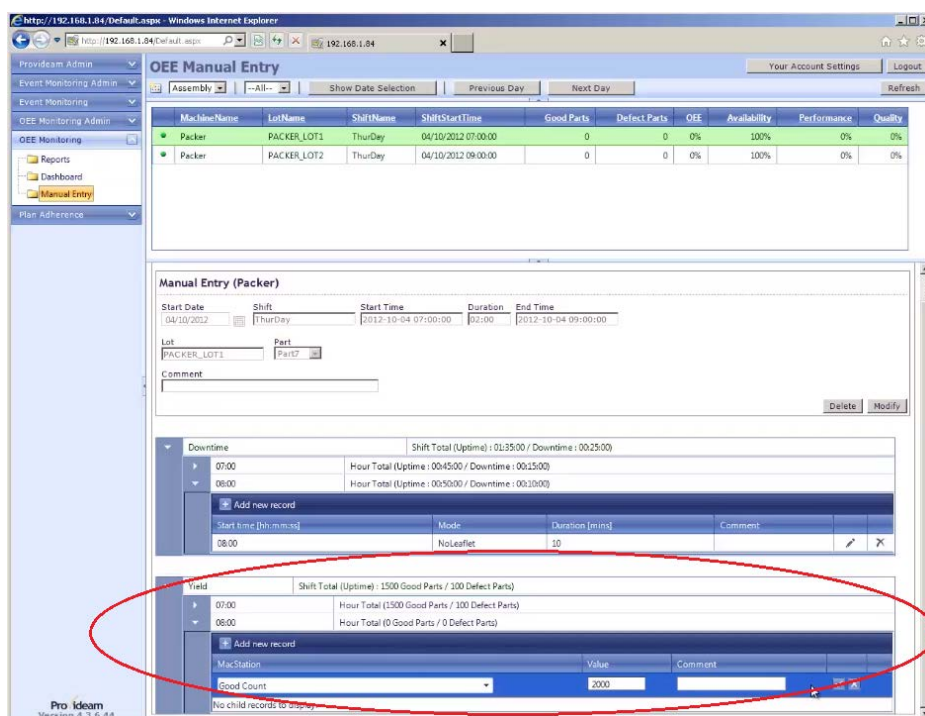 http://192.168.1.84/Default.aspx - Windows Internet Explorer
http://192.168.1.84/Default.aspx 192.168.1.84
Provideam Admin
Event Monitoring Admin
Event Monitoring
OEE Monitoring Admin
OEE Monitoring
Reports
Dashboard
Manual Entry
Plan Adherence
OEE Manual Entry Your Account Settings Logout
Assembly --All-- Show Date Selection Previous Day Next Day Refresh
MachineName LotName ShiftName ShiftStartTime Good Parts Defect Parts OEE Availability Performance Quality
Packer PACKER_LOT1 ThurDay 04/10/2012 07:00:00 0 0 0% 100% 0% 0%
Packer PACKER_LOT2 ThurDay 04/10/2012 09:00:00 0 0 0% 100% 0% 0%
Manual Entry (Packer)
Start Date Shift Start Time Duration End Time
04/10/2012 ThurDay 2012-10-04 07:00:00 02:00 2012-10-04 09:00:00
Lot Part
PACKER_LOT1 Part7
Comment
Delete Modify
Downtime Shift Total (Uptime) : 01:35:00 / Downtime : 00:25:00)
07:00 Hour Total (Uptime : 00:45:00 / Downtime : 00:15:00)
08:00 Hour Total (Uptime : 00:50:00 / Downtime : 00:10:00)
Add new record
Start time [hh:mm:ss] Mode Duration [mins] Comment
08:00 NoLeaflet 10
Yield Shift Total (Uptime) : 1500 Good Parts / 100 Defect Parts)
07:00 Hour Total (1500 Good Parts / 100 Defect Parts)
08:00 Hour Total (0 Good Parts / 0 Defect Parts)
Add new record
MacStation Value Comment
Good Count 2000
No child records to display.
Provideam
Version 4.3.6.44